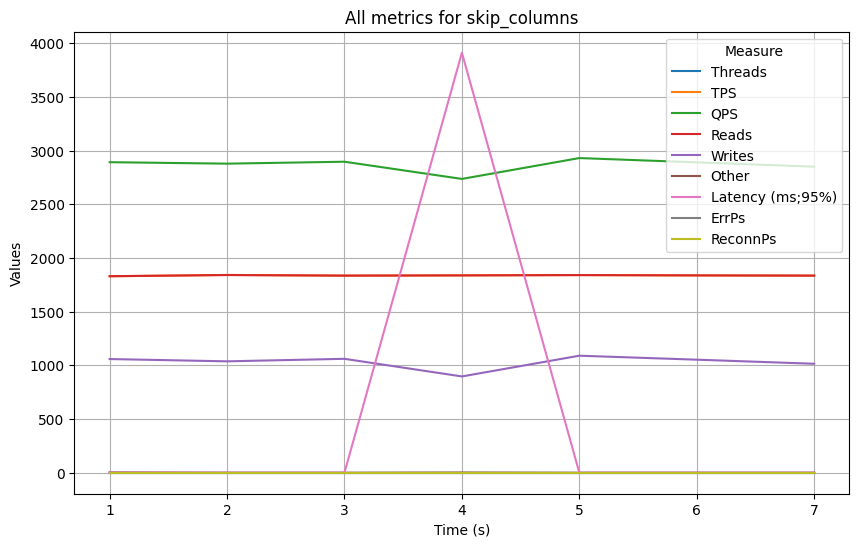 All metrics for skip_columns
Measure
Threads
TPS
QPS
Reads
Writes
Other
Latency (ms;95%)
ErrPs
ReconnPs
Values
4000
3500
3000
2500
2000
1500
1000
500
0
1 2 3 4 5 6 7
Time (s)